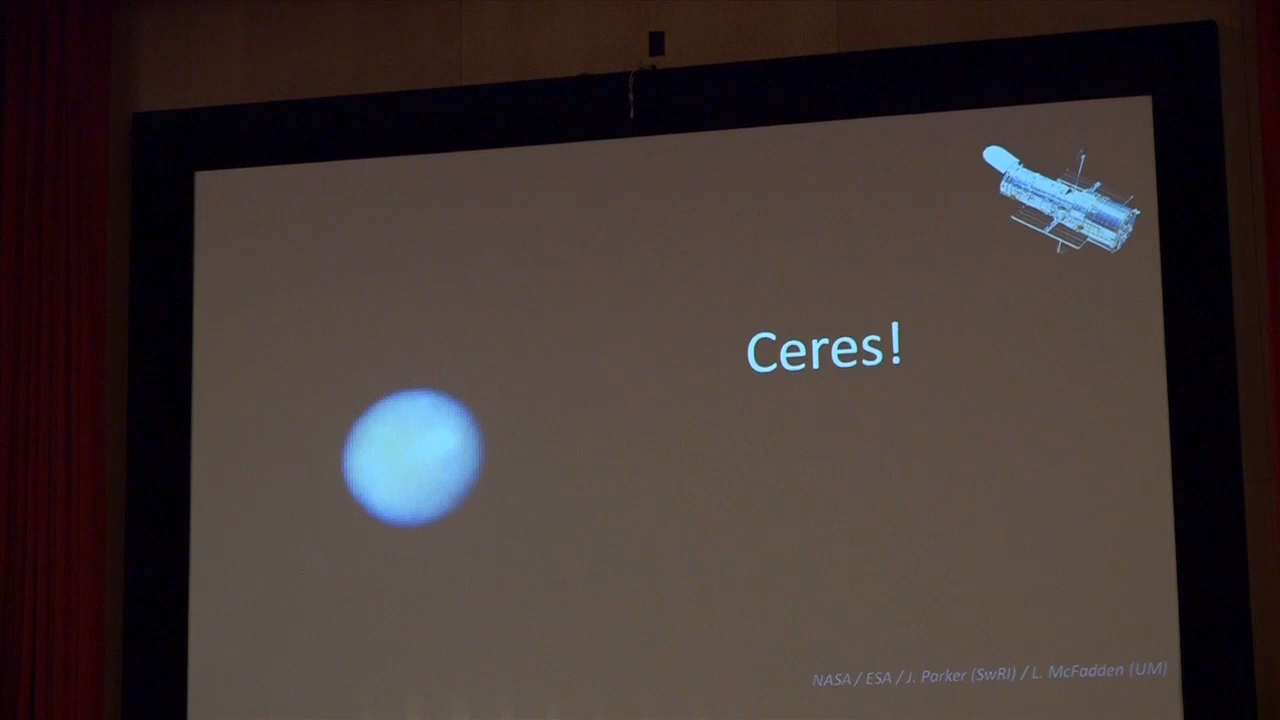 Ceres!
NASA / ESA / J. Parker (SwRI) / L. McFadden (UM)